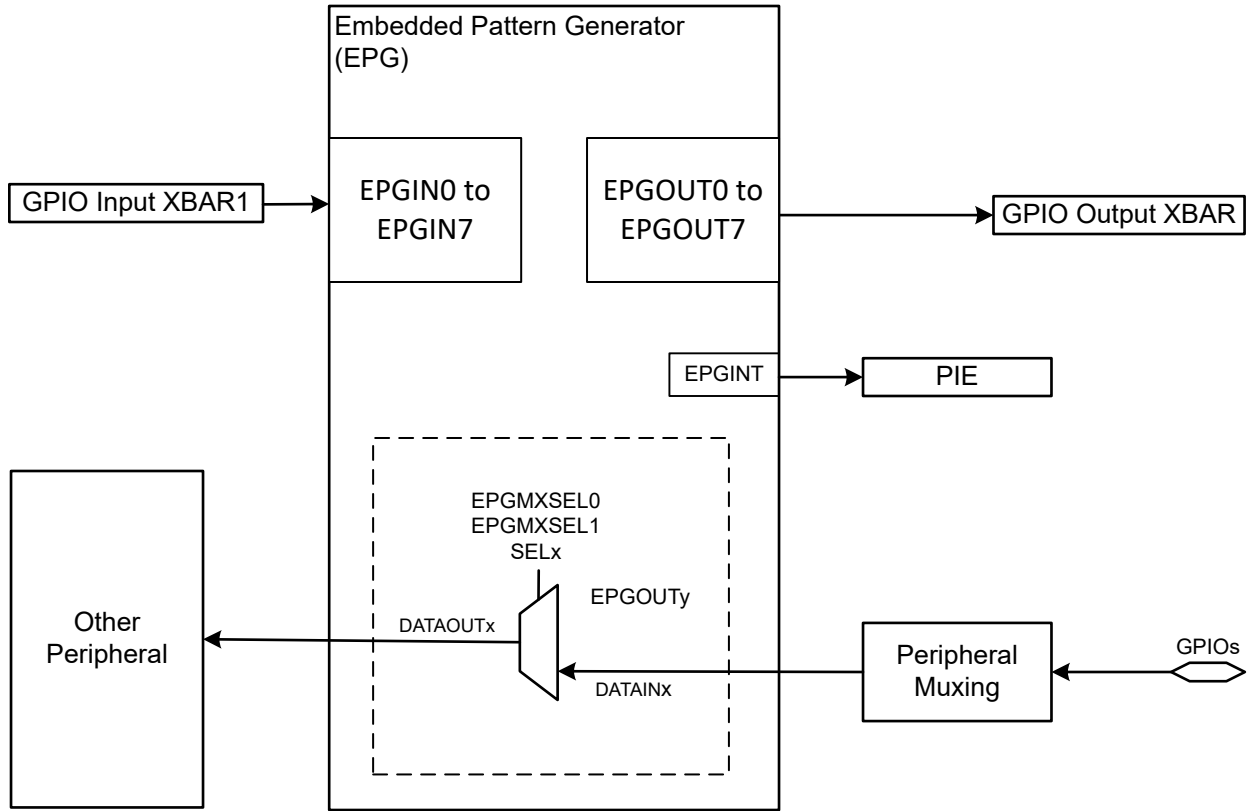 Embedded Pattern Generator
(EPG)
GPIO Input XBAR1
EPGIN0 to
EPGIN7
EPGOUT0 to
EPGOUT7
GPIO Output XBAR
EPGINT
PIE
EPGMXSEL0
EPGMXSEL1
SELx
EPGOUTy
DATAOUTx
DATAINx
Other
Peripheral
Peripheral
Muxing
GPIOs